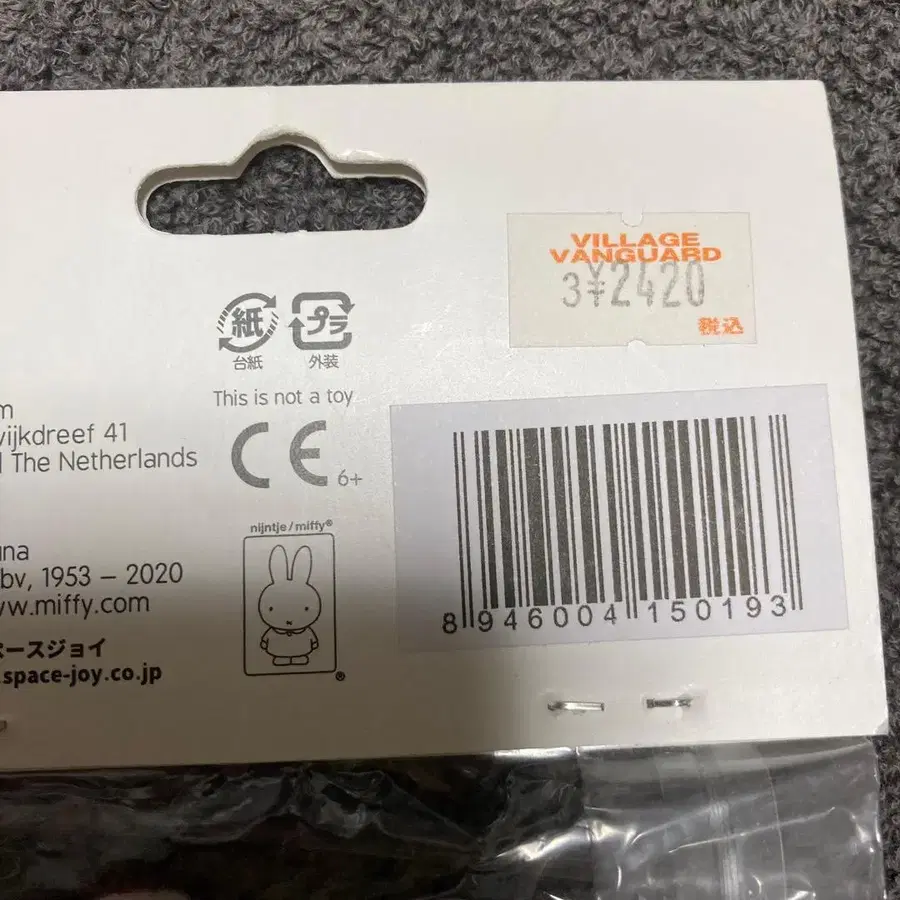 VILLAGE
VANGUARD
3¥2420
税込
紙
プラ
台紙
外装
This is not a toy
CE 6+
m
vijkdreef 41
The Netherlands
nijntje / miffy®
una
bv, 1953 – 2020
ww.miffy.com
ースジョイ
.space-joy.co.jp
®
8 946004 150193